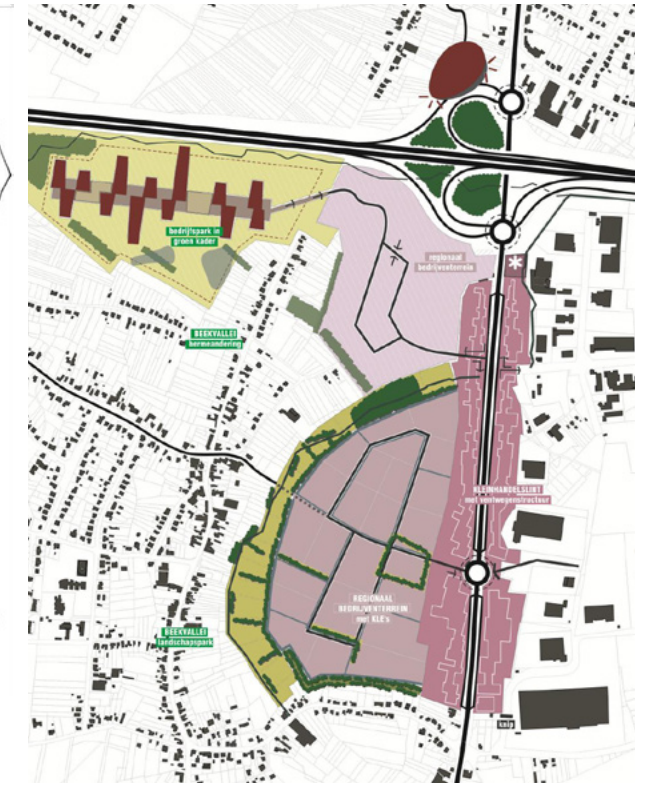 bedrijfspark in
groen kader
regionaal
bedrijventerrein
*
BEEKVALLEI
hermeandering
KLEINHANDELSLINT
met ventwegenstructuur
REGIONAAL
BEDRIJVENTERREIN
met KLE's
BEEKVALLEI
landschapspark
knip